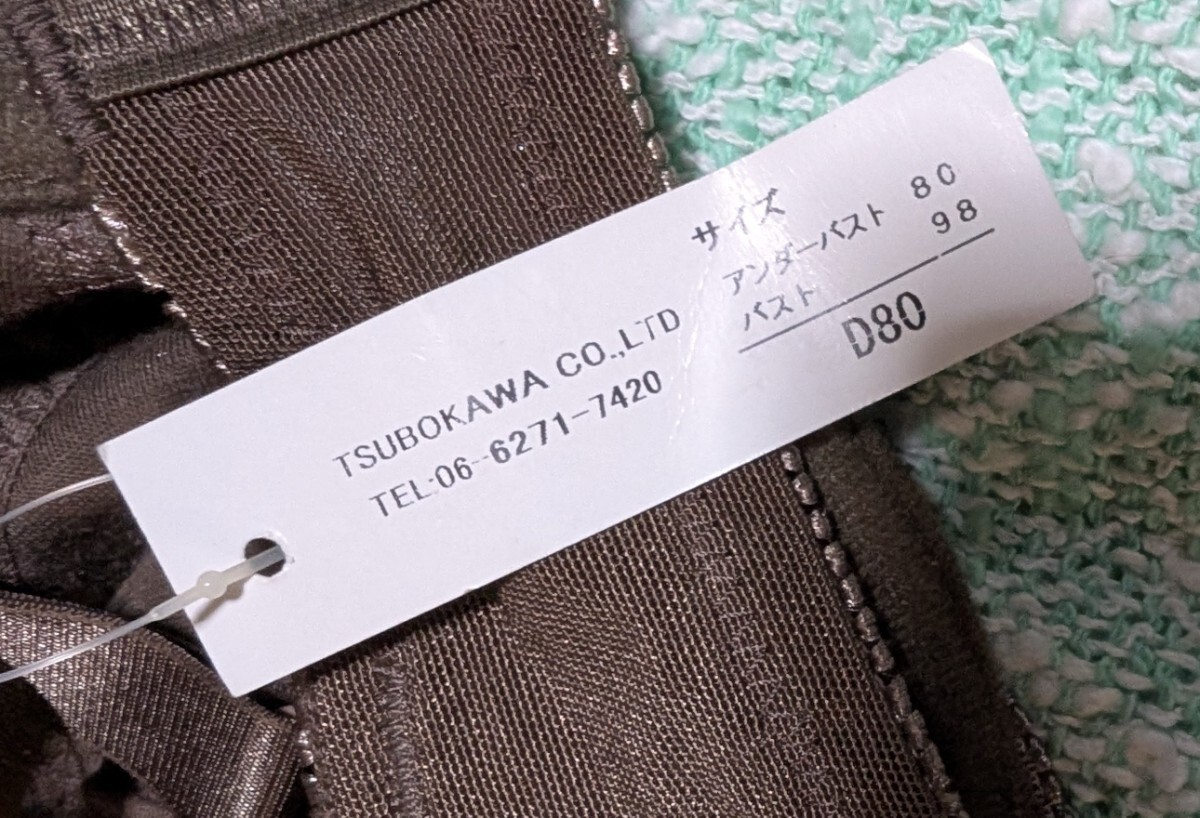 TSUBOKAWA CO.,LTD
TEL:06-6271-7420
サイズ
アンダーバスト 80
バスト 98
D80